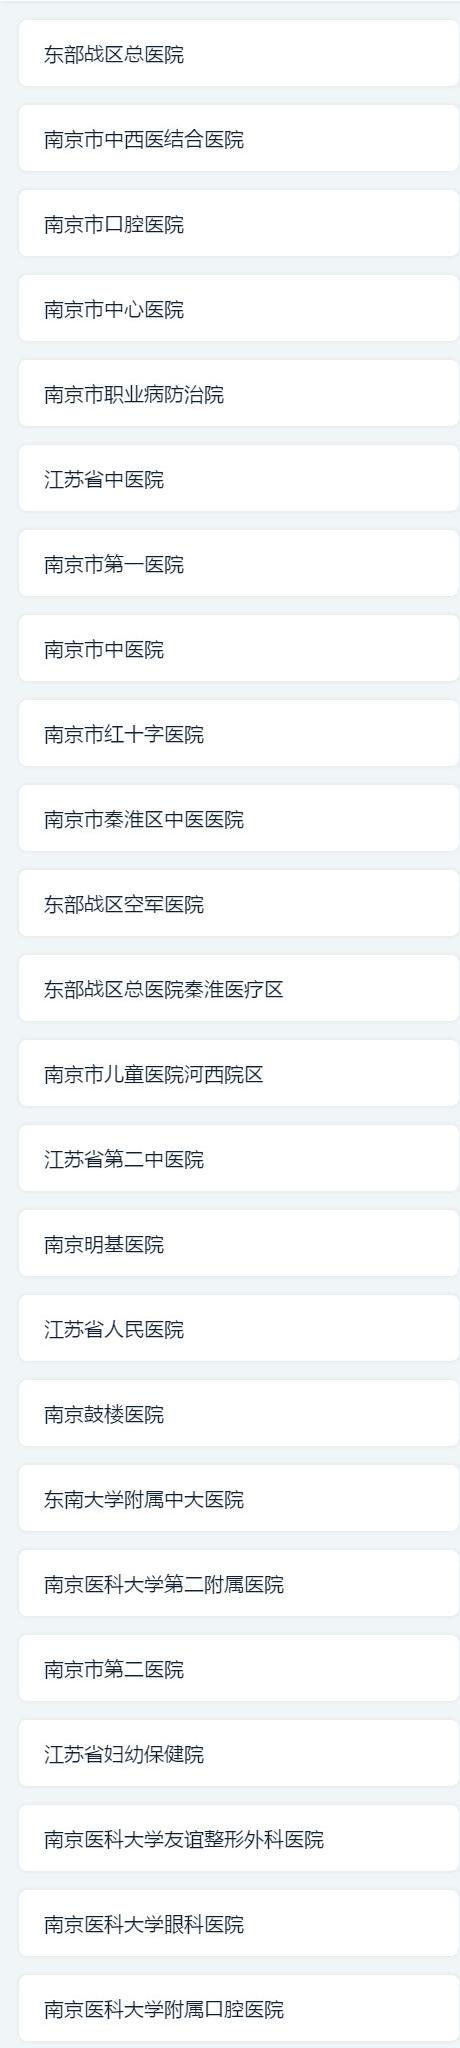 东部战区总医院
南京市中西医结合医院
南京市口腔医院
南京市中心医院
南京市职业病防治院
江苏省中医院
南京市第一医院
南京市中医院
南京市红十字医院
南京市秦淮区中医医院
东部战区空军医院
东部战区总医院秦淮医疗区
南京市儿童医院河西院区
江苏省第二中医院
南京明基医院
江苏省人民医院
南京鼓楼医院
东南大学附属中大医院
南京医科大学第二附属医院
南京市第二医院
江苏省妇幼保健院
南京医科大学友谊整形外科医院
南京医科大学眼科医院
南京医科大学附属口腔医院